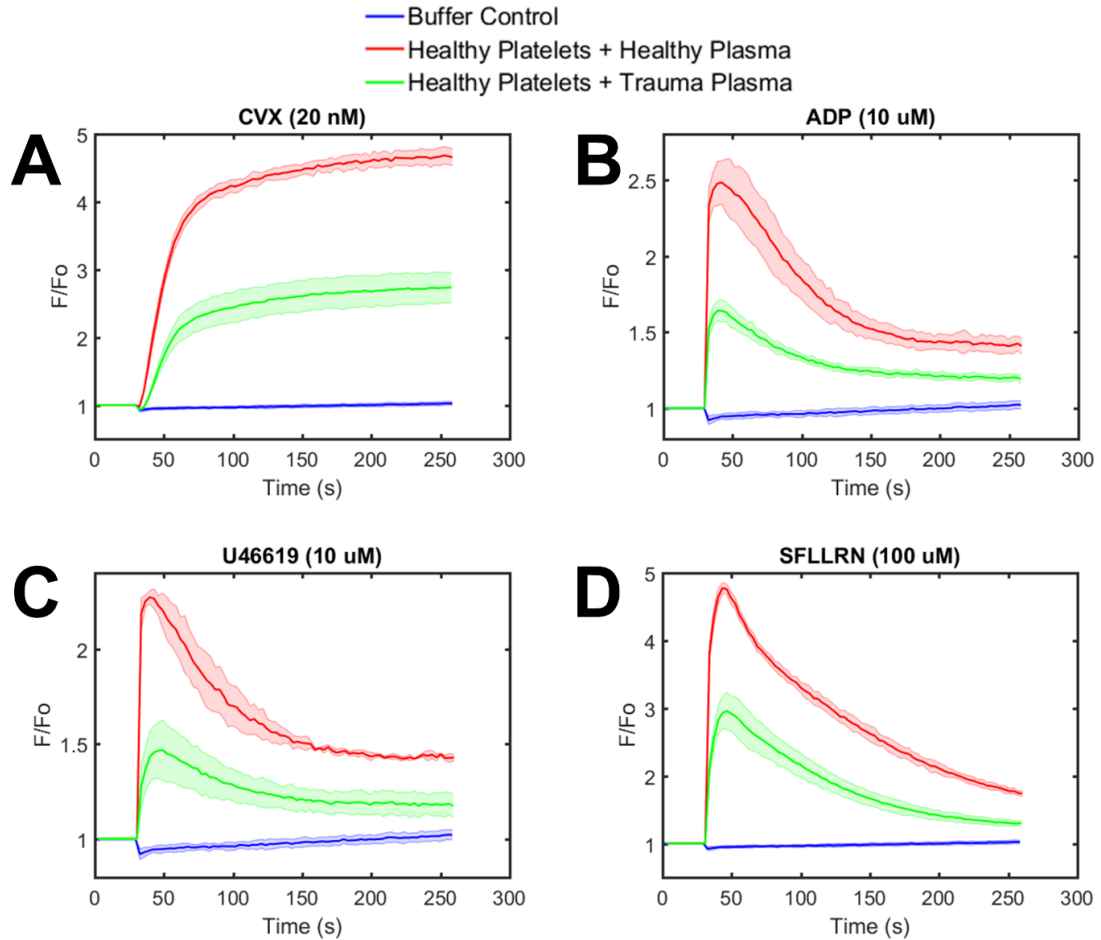 Buffer Control
Healthy Platelets + Healthy Plasma
Healthy Platelets + Trauma Plasma
A
CVX (20 nM)
F/Fo
5
4
3
2
1
0 50 100 150 200 250 300
Time (s)
B
ADP (10 uM)
F/Fo
2.5
2
1.5
1
0 50 100 150 200 250 300
Time (s)
C
U46619 (10 uM)
F/Fo
2
1.5
1
0 50 100 150 200 250 300
Time (s)
D
SFLLRN (100 uM)
F/Fo
5
4
3
2
1
0 50 100 150 200 250 300
Time (s)